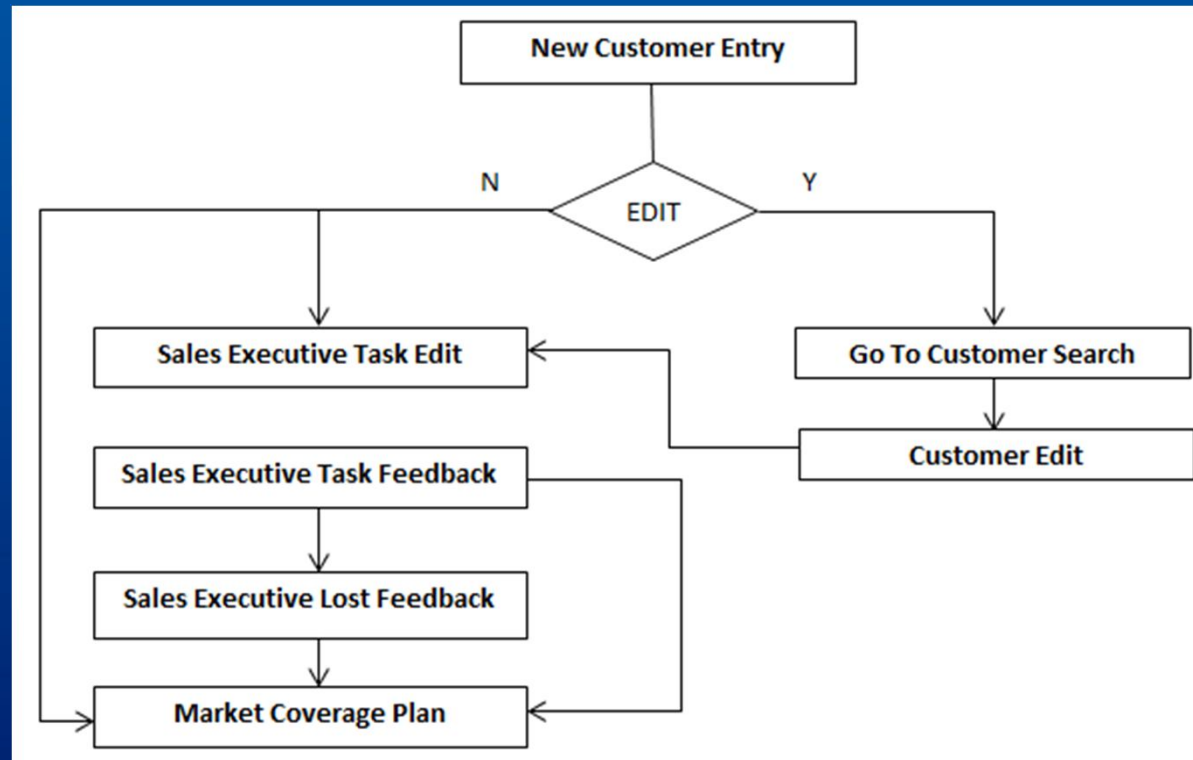 New Customer Entry
N
Y
EDIT
Sales Executive Task Edit
Go To Customer Search
Customer Edit
Sales Executive Task Feedback
Sales Executive Lost Feedback
Market Coverage Plan